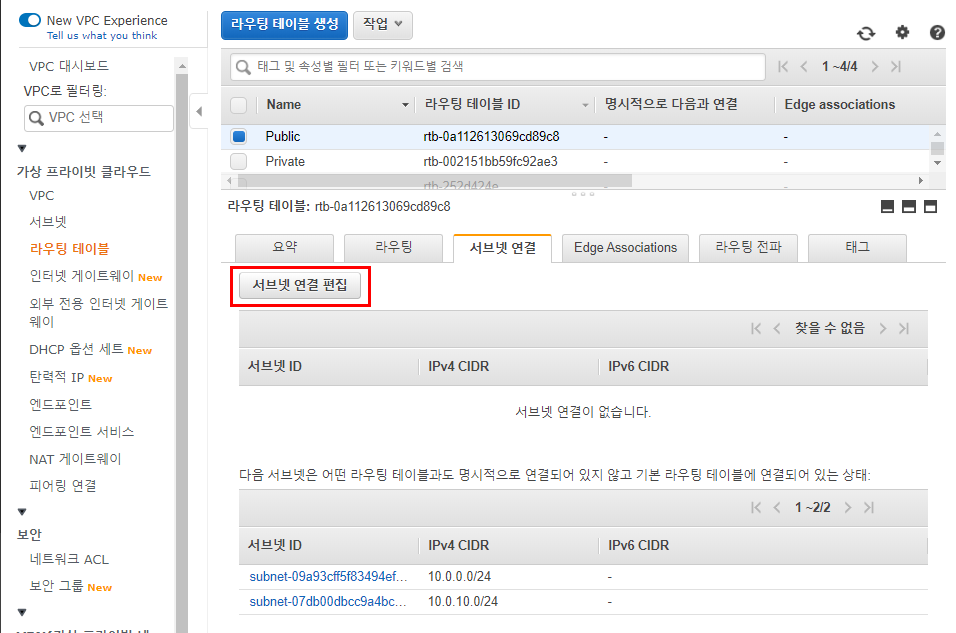 New VPC Experience
Tell us what you think
VPC 대시보드
VPC로 필터링:
VPC 선택
가상 프라이빗 클라우드
VPC
서브넷
라우팅 테이블
인터넷 게이트웨이 New
외부 전용 인터넷 게이트
웨이
DHCP 옵션 세트 New
탄력적 IP New
엔드포인트
엔드포인트 서비스
NAT 게이트웨이
피어링 연결
보안
네트워크 ACL
보안 그룹 New
라우팅 테이블 생성 작업
태그 및 속성별 필터 또는 키워드별 검색 1 ~4/4
Name 라우팅 테이블 ID 명시적으로 다음과 연결 Edge associations
Public rtb-0a112613069cd89c8 - -
Private rtb-002151bb59fc92ae3 - -
rtb-252d424e - -
라우팅 테이블: rtb-0a112613069cd89c8
요약 라우팅 서브넷 연결 Edge Associations 라우팅 전파 태그
서브넷 연결 편집
찾을 수 없음
서브넷 ID IPv4 CIDR IPv6 CIDR
서브넷 연결이 없습니다.
다음 서브넷은 어떤 라우팅 테이블과도 명시적으로 연결되어 있지 않고 기본 라우팅 테이블에 연결되어 있는 상태:
1 ~2/2
서브넷 ID IPv4 CIDR IPv6 CIDR
subnet-09a93cff5f83494ef... 10.0.0.0/24 -
subnet-07db00dbcc9a4bc... 10.0.10.0/24 -